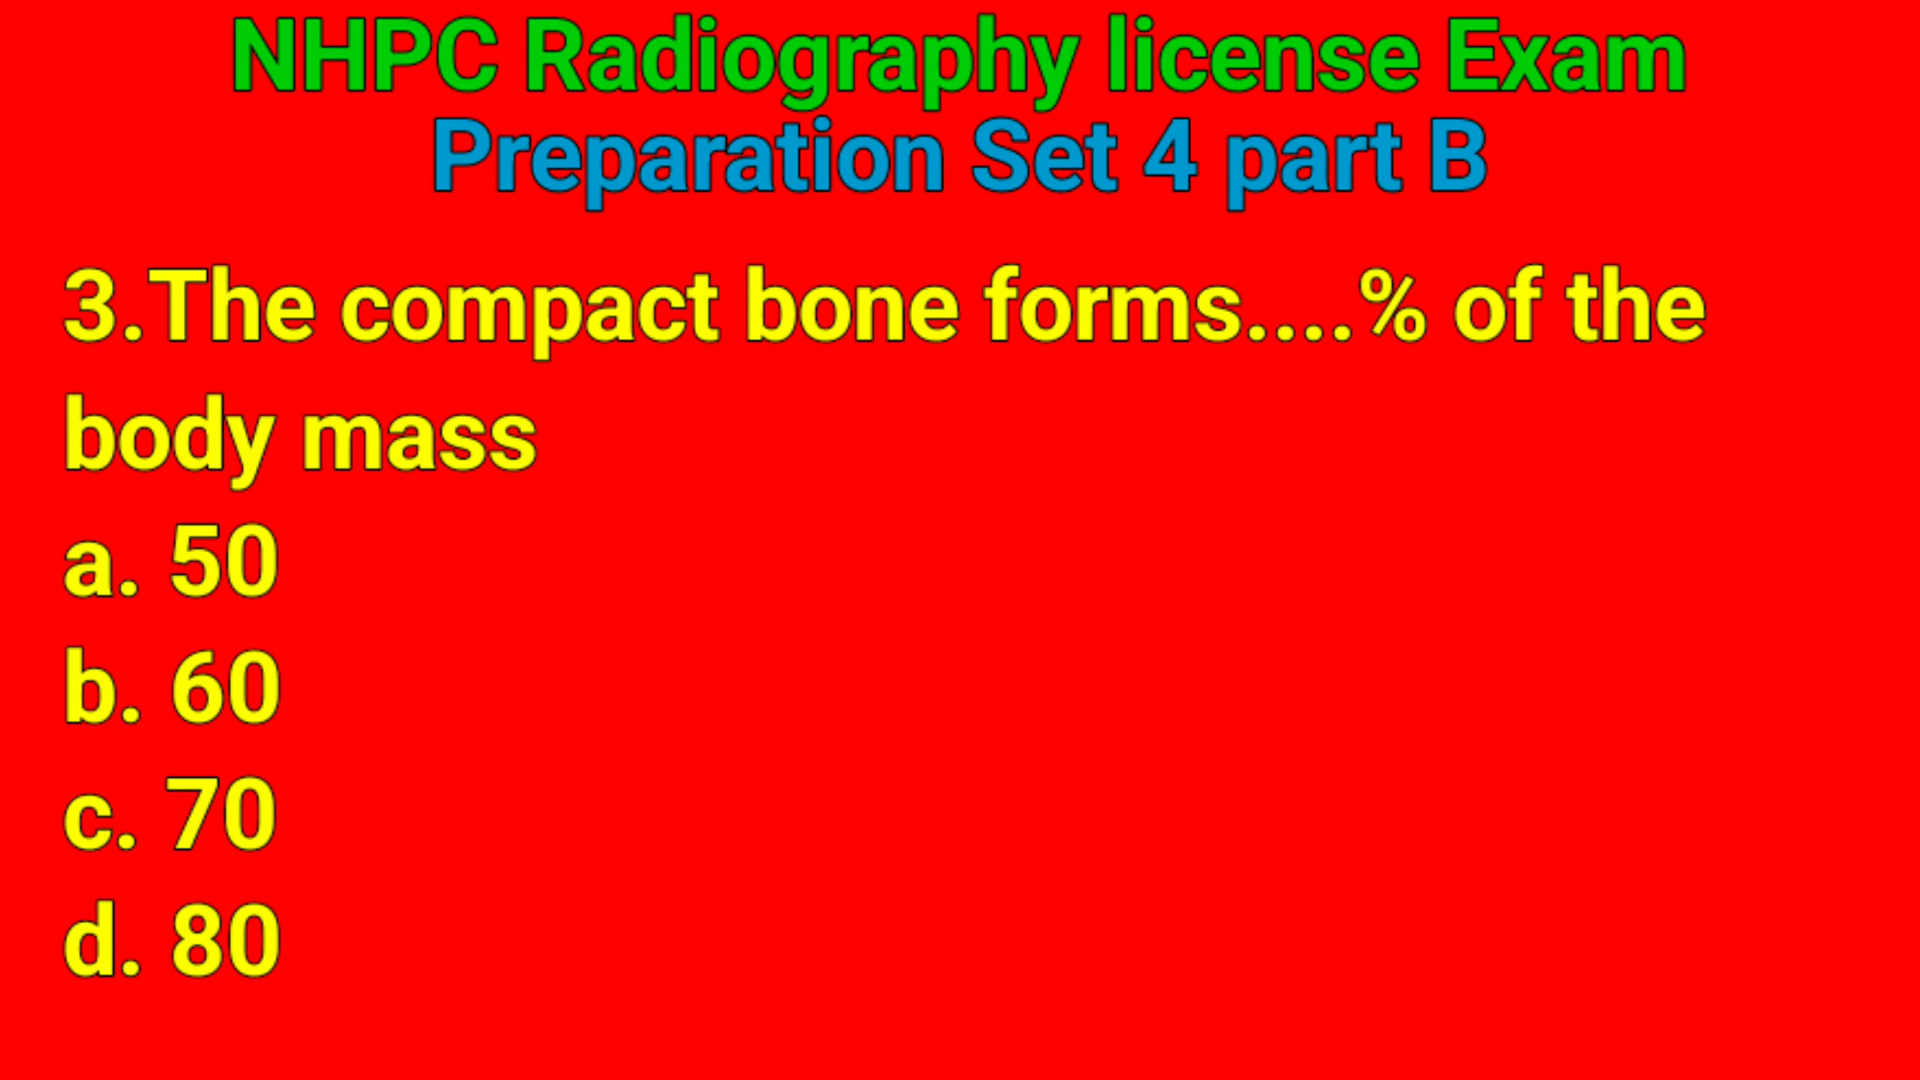 NHPC Radiography license Exam
Preparation Set 4 part B
3.The compact bone forms....% of the
body mass
a. 50
b. 60
c. 70
d. 80